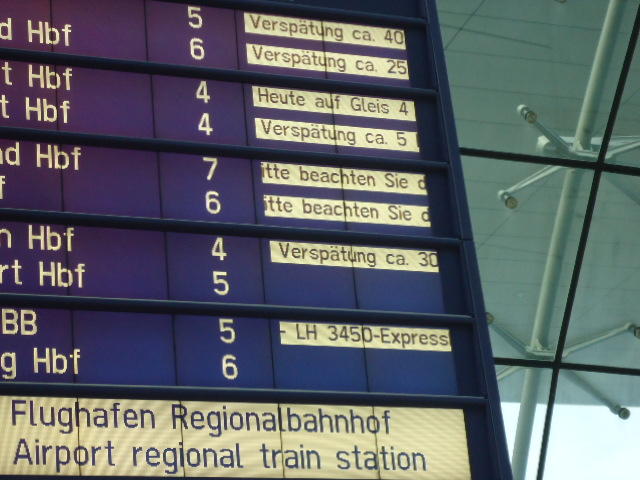 d Hbf 5 Verspätung ca. 40
6 Verspätung ca. 25
t Hbf 4 Heute auf Gleis 4
t Hbf 4 Verspätung ca. 5
nd Hbf 7 itte beachten Sie d
f 6 itte beachten Sie d
n Hbf 4 Verspätung ca. 30
rt Hbf 5
BB 5 - LH 3450-Express
g Hbf 6
Flughafen Regionalbahnhof
Airport regional train station